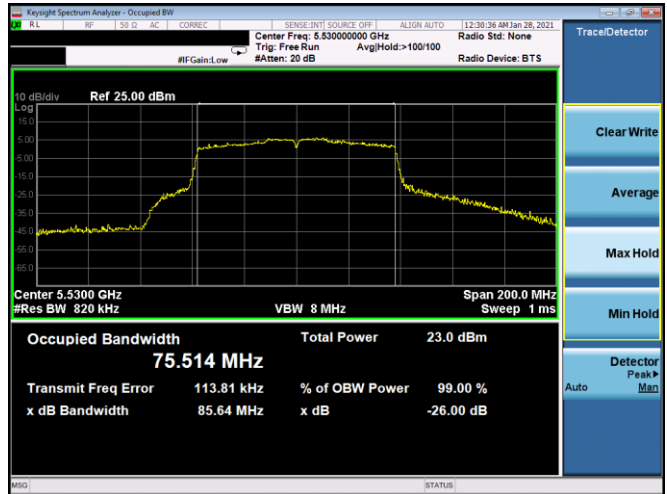 Keysight Spectrum Analyzer - Occupied BW
LXI RL RF 50 Ω AC CORREC SENSE:INT SOURCE OFF ALIGN AUTO 12:30:36 AM Jan 28, 2021
Center Freq: 5.530000000 GHz Radio Std: None
Trig: Free Run Avg|Hold:>100/100
#IFGain:Low #Atten: 20 dB Radio Device: BTS
10 dB/div Ref 25.00 dBm
Log
15.0
5.00
-5.00
-15.0
-25.0
-35.0
-45.0
-55.0
-65.0
Center 5.5300 GHz Span 200.0 MHz
#Res BW 820 kHz VBW 8 MHz Sweep 1 ms
Occupied Bandwidth Total Power 23.0 dBm
75.514 MHz
Transmit Freq Error 113.81 kHz % of OBW Power 99.00 %
x dB Bandwidth 85.64 MHz x dB -26.00 dB
MSG STATUS
Trace/Detector
Clear Write
Average
Max Hold
Min Hold
Detector
Peak▶
Auto Man